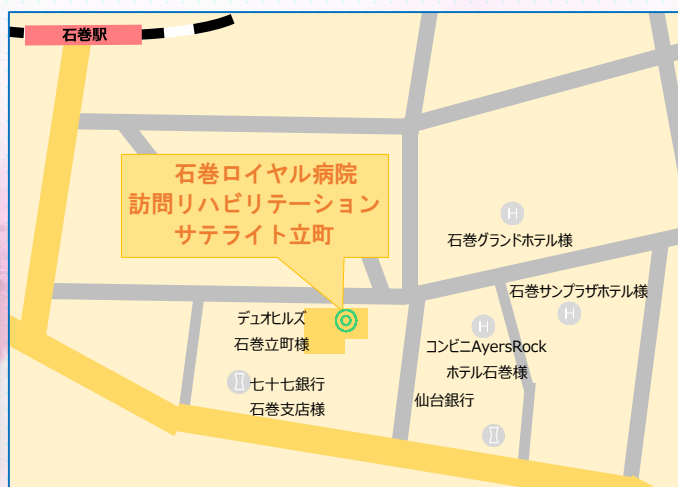 石巻駅
石巻ロイヤル病院
訪問リハビリテーション
サテライト立町
H
石巻グランドホテル様
石巻サンプラザホテル様
H
H
デュオヒルズ
石巻立町様
コンビニAyersRock
ホテル石巻様
七十七銀行
石巻支店様
仙台銀行